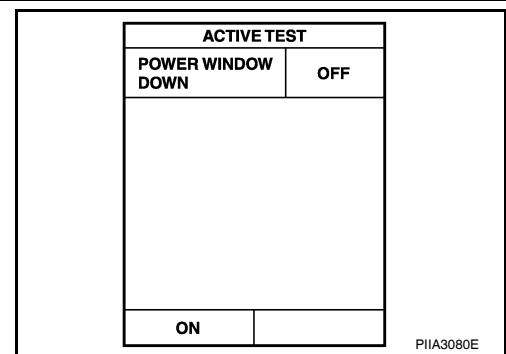 ACTIVE TEST
POWER WINDOW DOWN OFF
ON
PIIA3080E